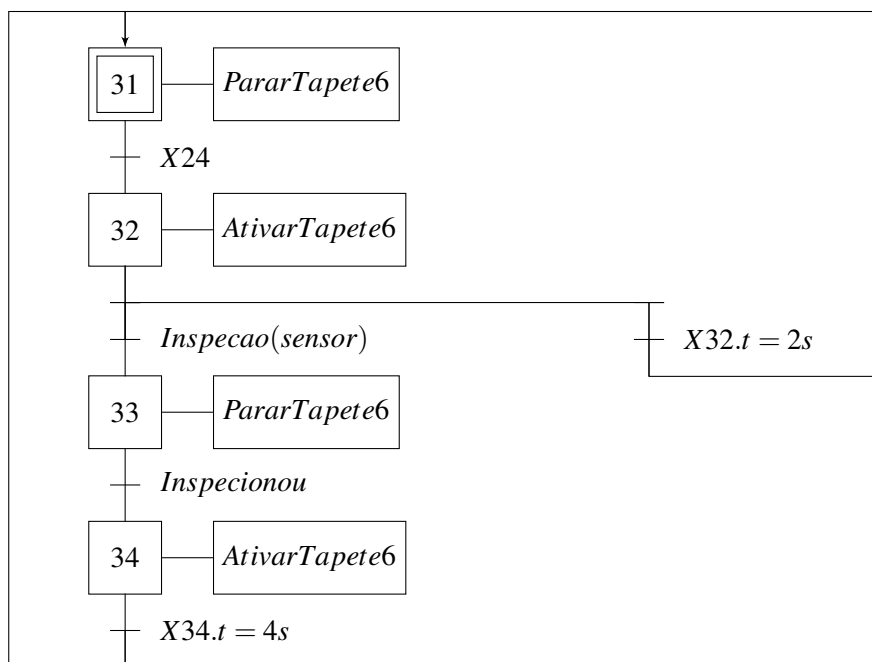 31 PararTapete6
X24
32 AtivarTapete6
Inspecao(sensor) X32.t = 2s
33 PararTapete6
Inspecionou
34 AtivarTapete6
X34.t = 4s